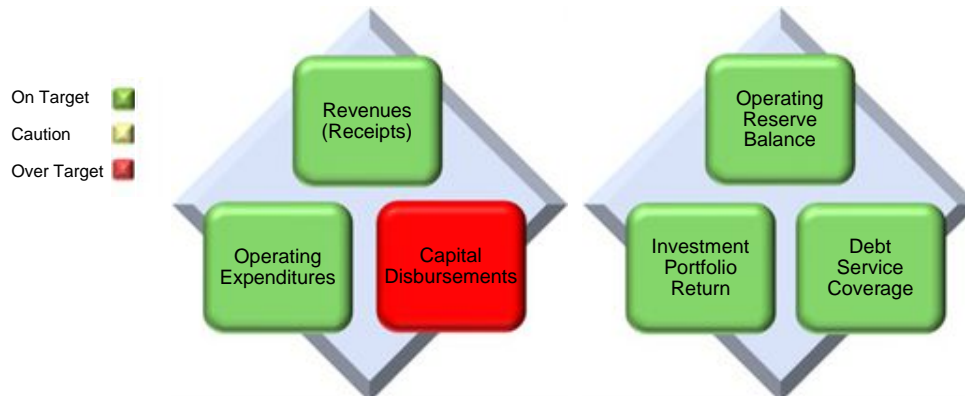 On Target
Caution
Over Target
Revenues
(Receipts)
Operating
Expenditures
Capital
Disbursements
Operating
Reserve
Balance
Investment
Portfolio
Return
Debt
Service
Coverage